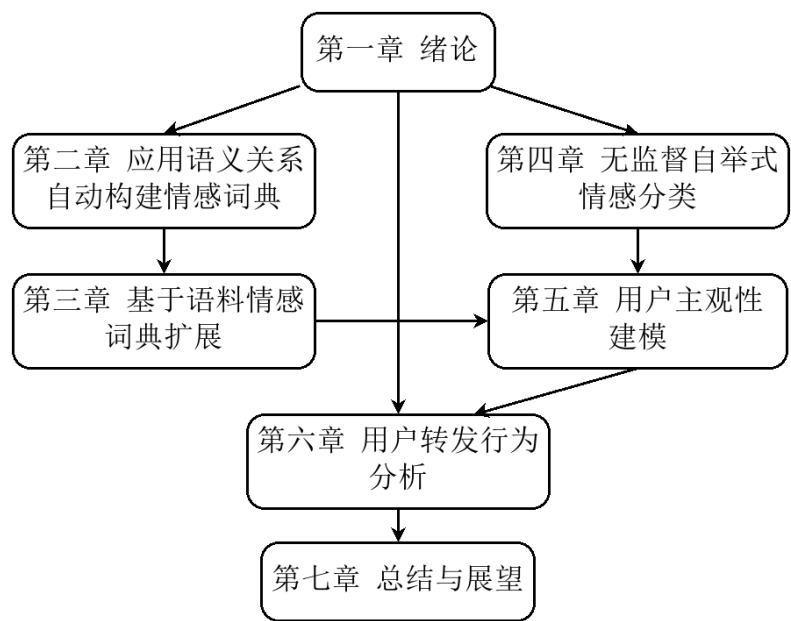 第一章 绪论
第二章 应用语义关系
自动构建情感词典
第四章 无监督自举式
情感分类
第三章 基于语料情感
词典扩展
第五章 用户主观性
建模
第六章 用户转发行为
分析
第七章 总结与展望